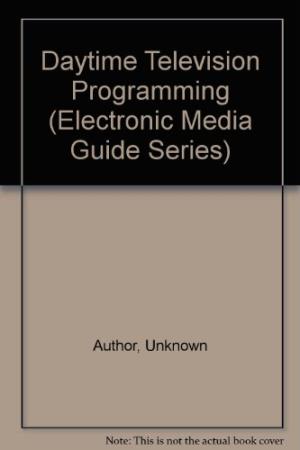 Daytime Television
Programming
(Electronic Media
Guide Series)
Author, Unknown
Note: This is not the actual book cover